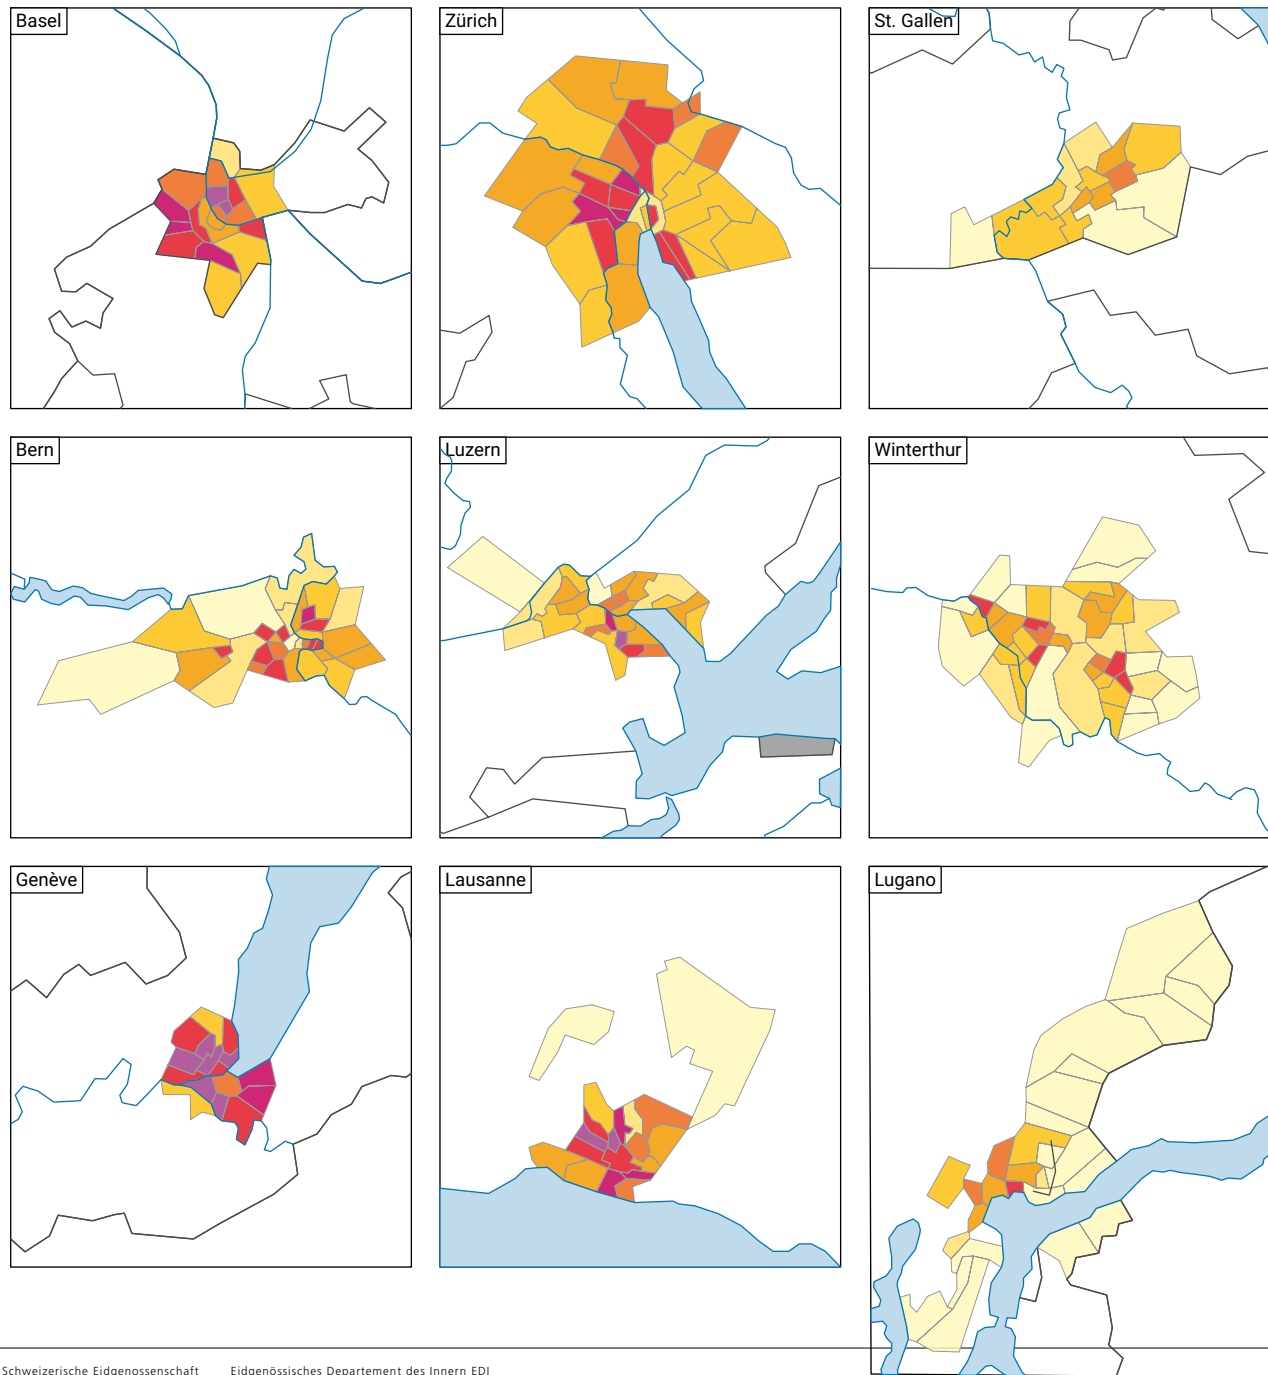 Basel
Zürich
St. Gallen
Bern
Luzern
Winterthur
Genève
Lausanne
Lugano
Schweizerische Eidgenossenschaft Eidgenössisches Departement des Innern EDI